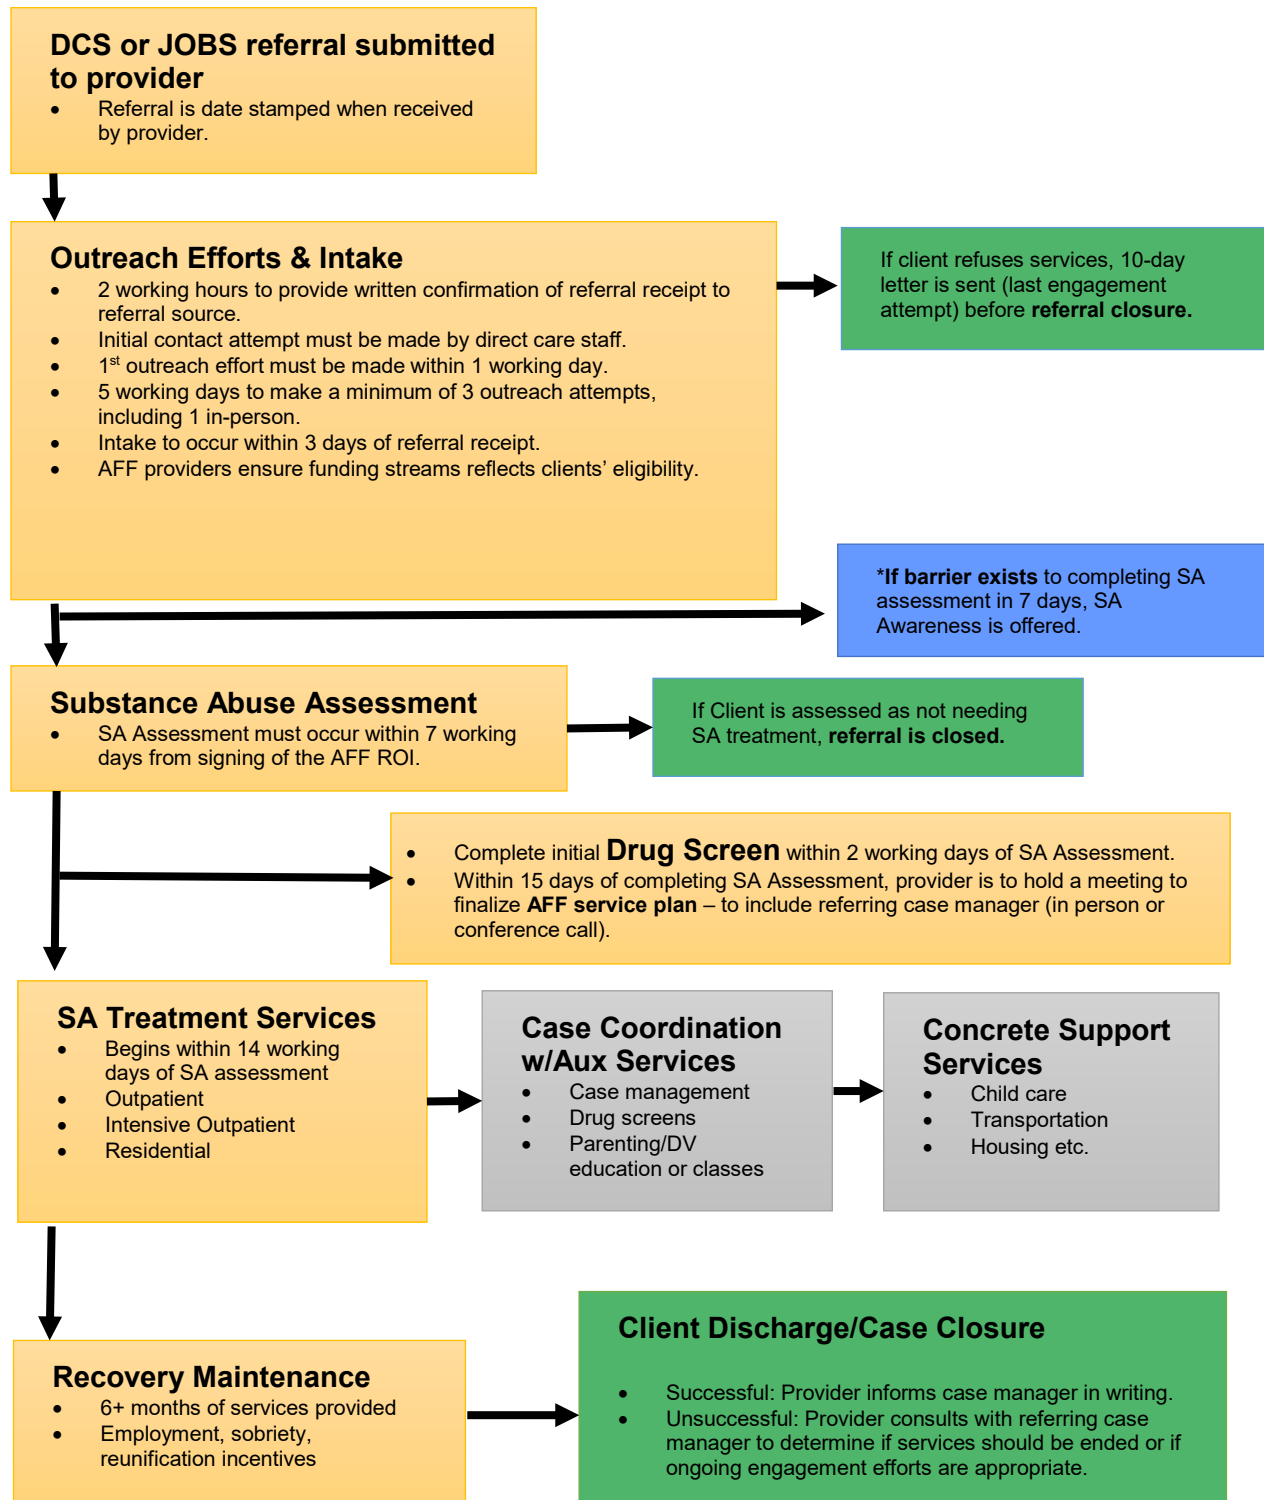 DCS or JOBS referral submitted
to provider
• Referral is date stamped when received
by provider.
Outreach Efforts & Intake
• 2 working hours to provide written confirmation of referral receipt to
referral source.
• Initial contact attempt must be made by direct care staff.
• 1st outreach effort must be made within 1 working day.
• 5 working days to make a minimum of 3 outreach attempts,
including 1 in-person.
• Intake to occur within 3 days of referral receipt.
• AFF providers ensure funding streams reflects clients’ eligibility.
If client refuses services, 10-day
letter is sent (last engagement
attempt) before referral closure.
*If barrier exists to completing SA
assessment in 7 days, SA
Awareness is offered.
Substance Abuse Assessment
• SA Assessment must occur within 7 working
days from signing of the AFF ROI.
If Client is assessed as not needing
SA treatment, referral is closed.
• Complete initial Drug Screen within 2 working days of SA Assessment.
• Within 15 days of completing SA Assessment, provider is to hold a meeting to
finalize AFF service plan – to include referring case manager (in person or
conference call).
SA Treatment Services
• Begins within 14 working
days of SA assessment
• Outpatient
• Intensive Outpatient
• Residential
Case Coordination
w/Aux Services
• Case management
• Drug screens
• Parenting/DV
education or classes
Concrete Support
Services
• Child care
• Transportation
• Housing etc.
Recovery Maintenance
• 6+ months of services provided
• Employment, sobriety,
reunification incentives
Client Discharge/Case Closure
• Successful: Provider informs case manager in writing.
• Unsuccessful: Provider consults with referring case
manager to determine if services should be ended or if
ongoing engagement efforts are appropriate.